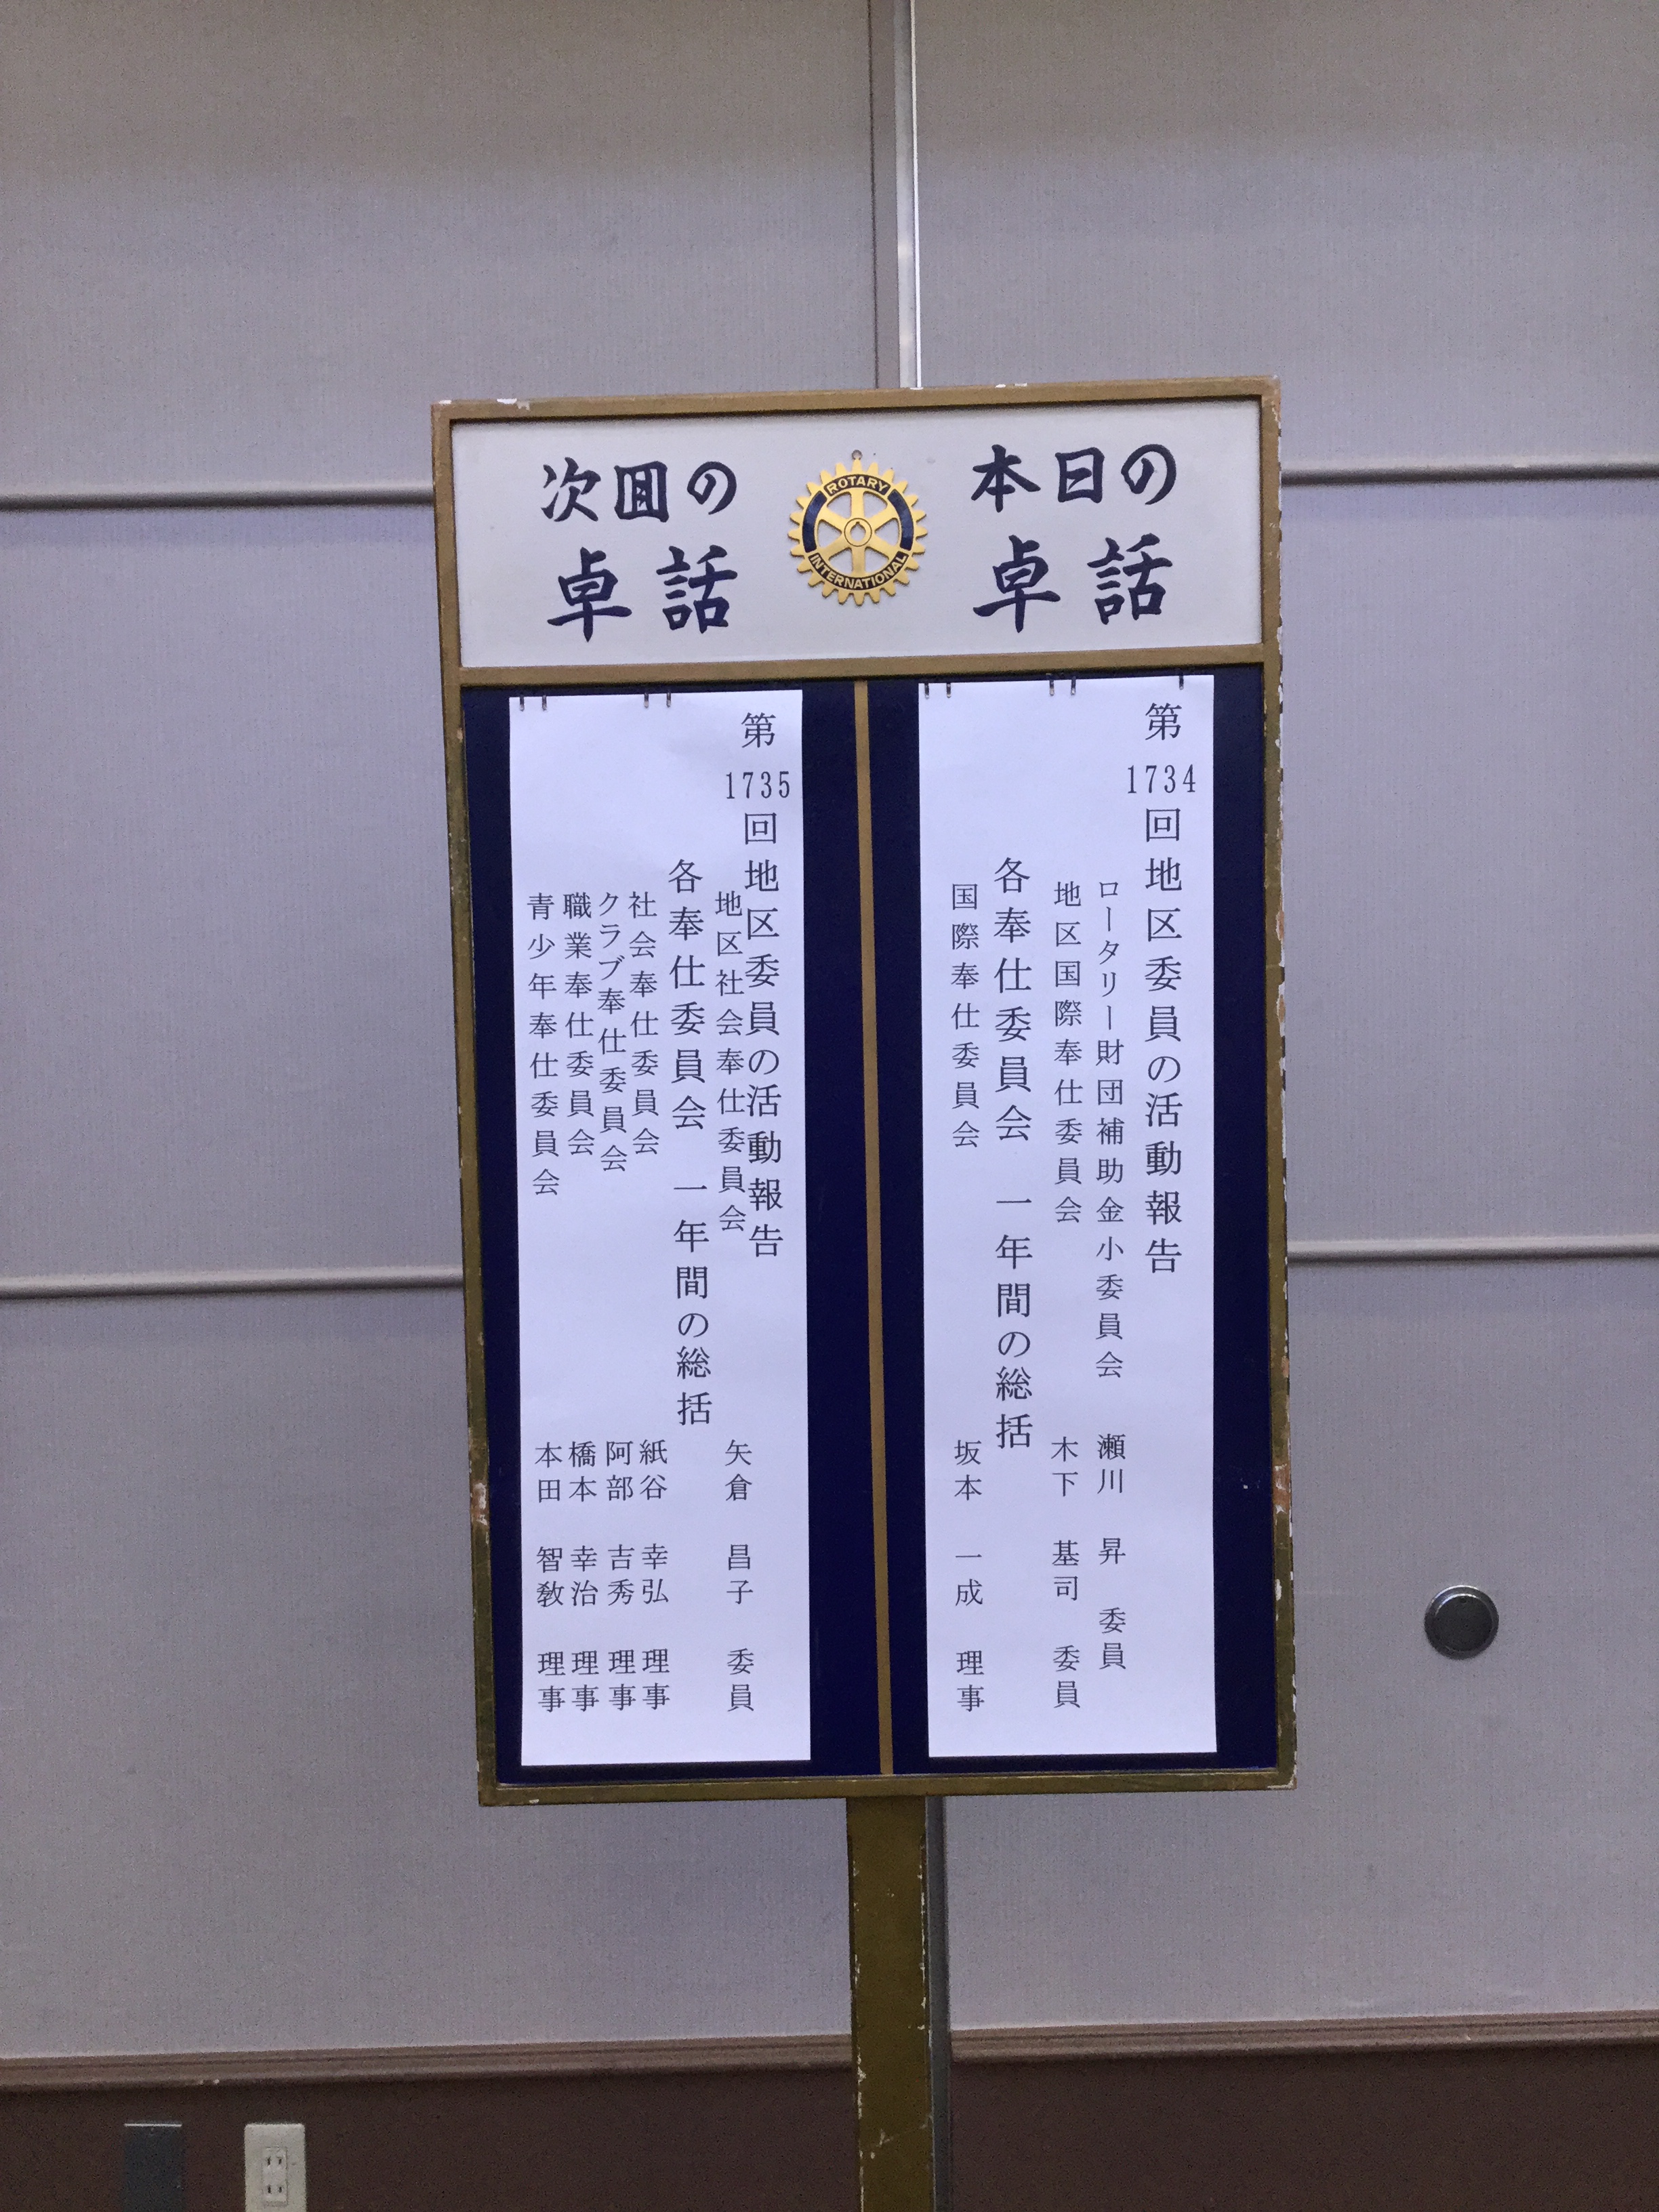 本日の
卓話
ROTARY
INTERNATIONAL
次回の
卓話
第1734回 地区委員の活動報告
ロータリー財団補助金小委員会 瀬川 昇 委員
地区国際奉仕委員会 木下 基司 委員
各奉仕委員会 一年間の総括
国際奉仕委員会 坂本 一成 理事
第1735回 地区委員の活動報告
地区社会奉仕委員会 矢倉 昌子 委員
各奉仕委員会 一年間の総括
社会奉仕委員会 紙谷 幸弘 理事
クラブ奉仕委員会 阿部 吉秀 理事
職業奉仕委員会 橋本 幸治 理事
青少年奉仕委員会 本田 智敎 理事